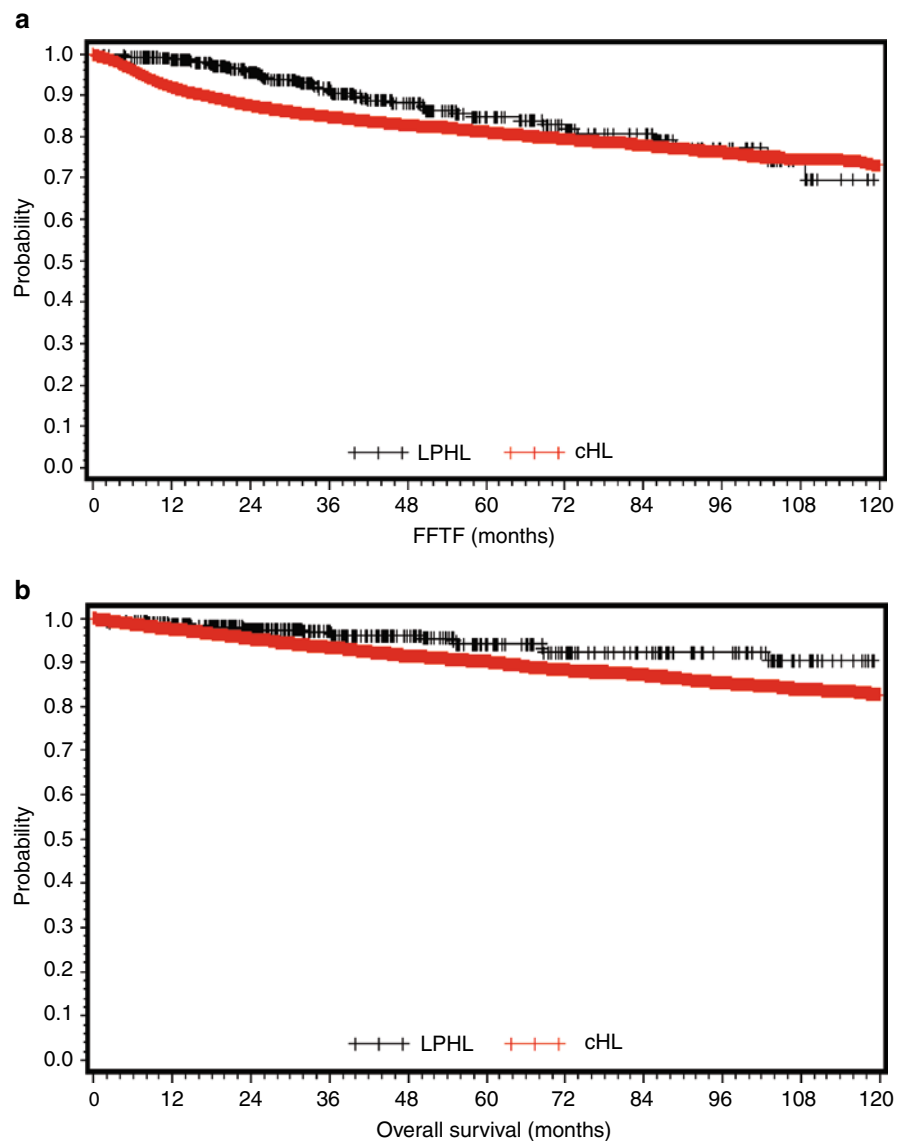 a
1.0
0.9
0.8
0.7
0.6
0.5
0.4
0.3
0.2
0.1
0.0
Probability
LPHL cHL
0 12 24 36 48 60 72 84 96 108 120
FFTF (months)
b
1.0
0.9
0.8
0.7
0.6
0.5
0.4
0.3
0.2
0.1
0.0
Probability
LPHL cHL
0 12 24 36 48 60 72 84 96 108 120
Overall survival (months)